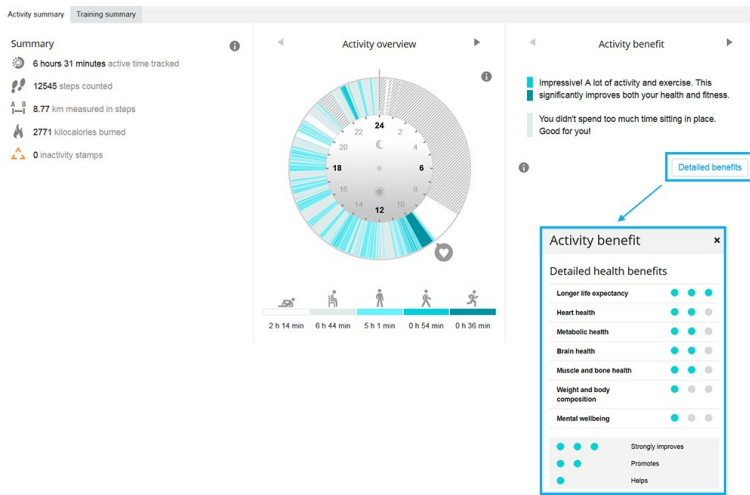 Activity summary
Training summary
Summary
6 hours 31 minutes active time tracked
12545 steps counted
A B
8.77 km measured in steps
2771 kilocalories burned
0 inactivity stamps
Activity overview
24
2
4
6
8
10
12
14
16
18
20
22
2 h 14 min
6 h 44 min
5 h 1 min
0 h 54 min
0 h 36 min
Activity benefit
Impressive! A lot of activity and exercise. This
significantly improves both your health and fitness.
You didn't spend too much time sitting in place.
Good for you!
Detailed benefits
Activity benefit
×
Detailed health benefits
Longer life expectancy
Heart health
Metabolic health
Brain health
Muscle and bone health
Weight and body
composition
Mental wellbeing
Strongly improves
Promotes
Helps